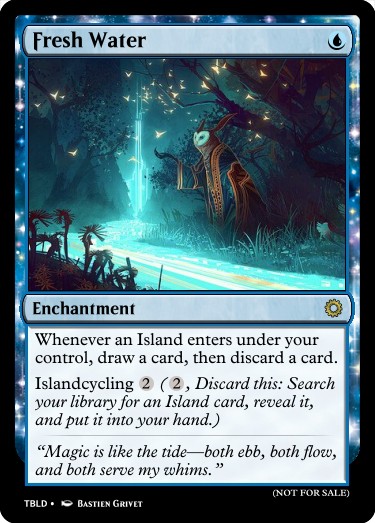 Fresh Water
Enchantment
Whenever an Island enters under your
control, draw a card, then discard a card.
Islandcycling 2 (2, Discard this: Search
your library for an Island card, reveal it,
and put it into your hand.)
“Magic is like the tide—both ebb, both flow,
and both serve my whims.”
(NOT FOR SALE)
TBLD • Bastien Grivet